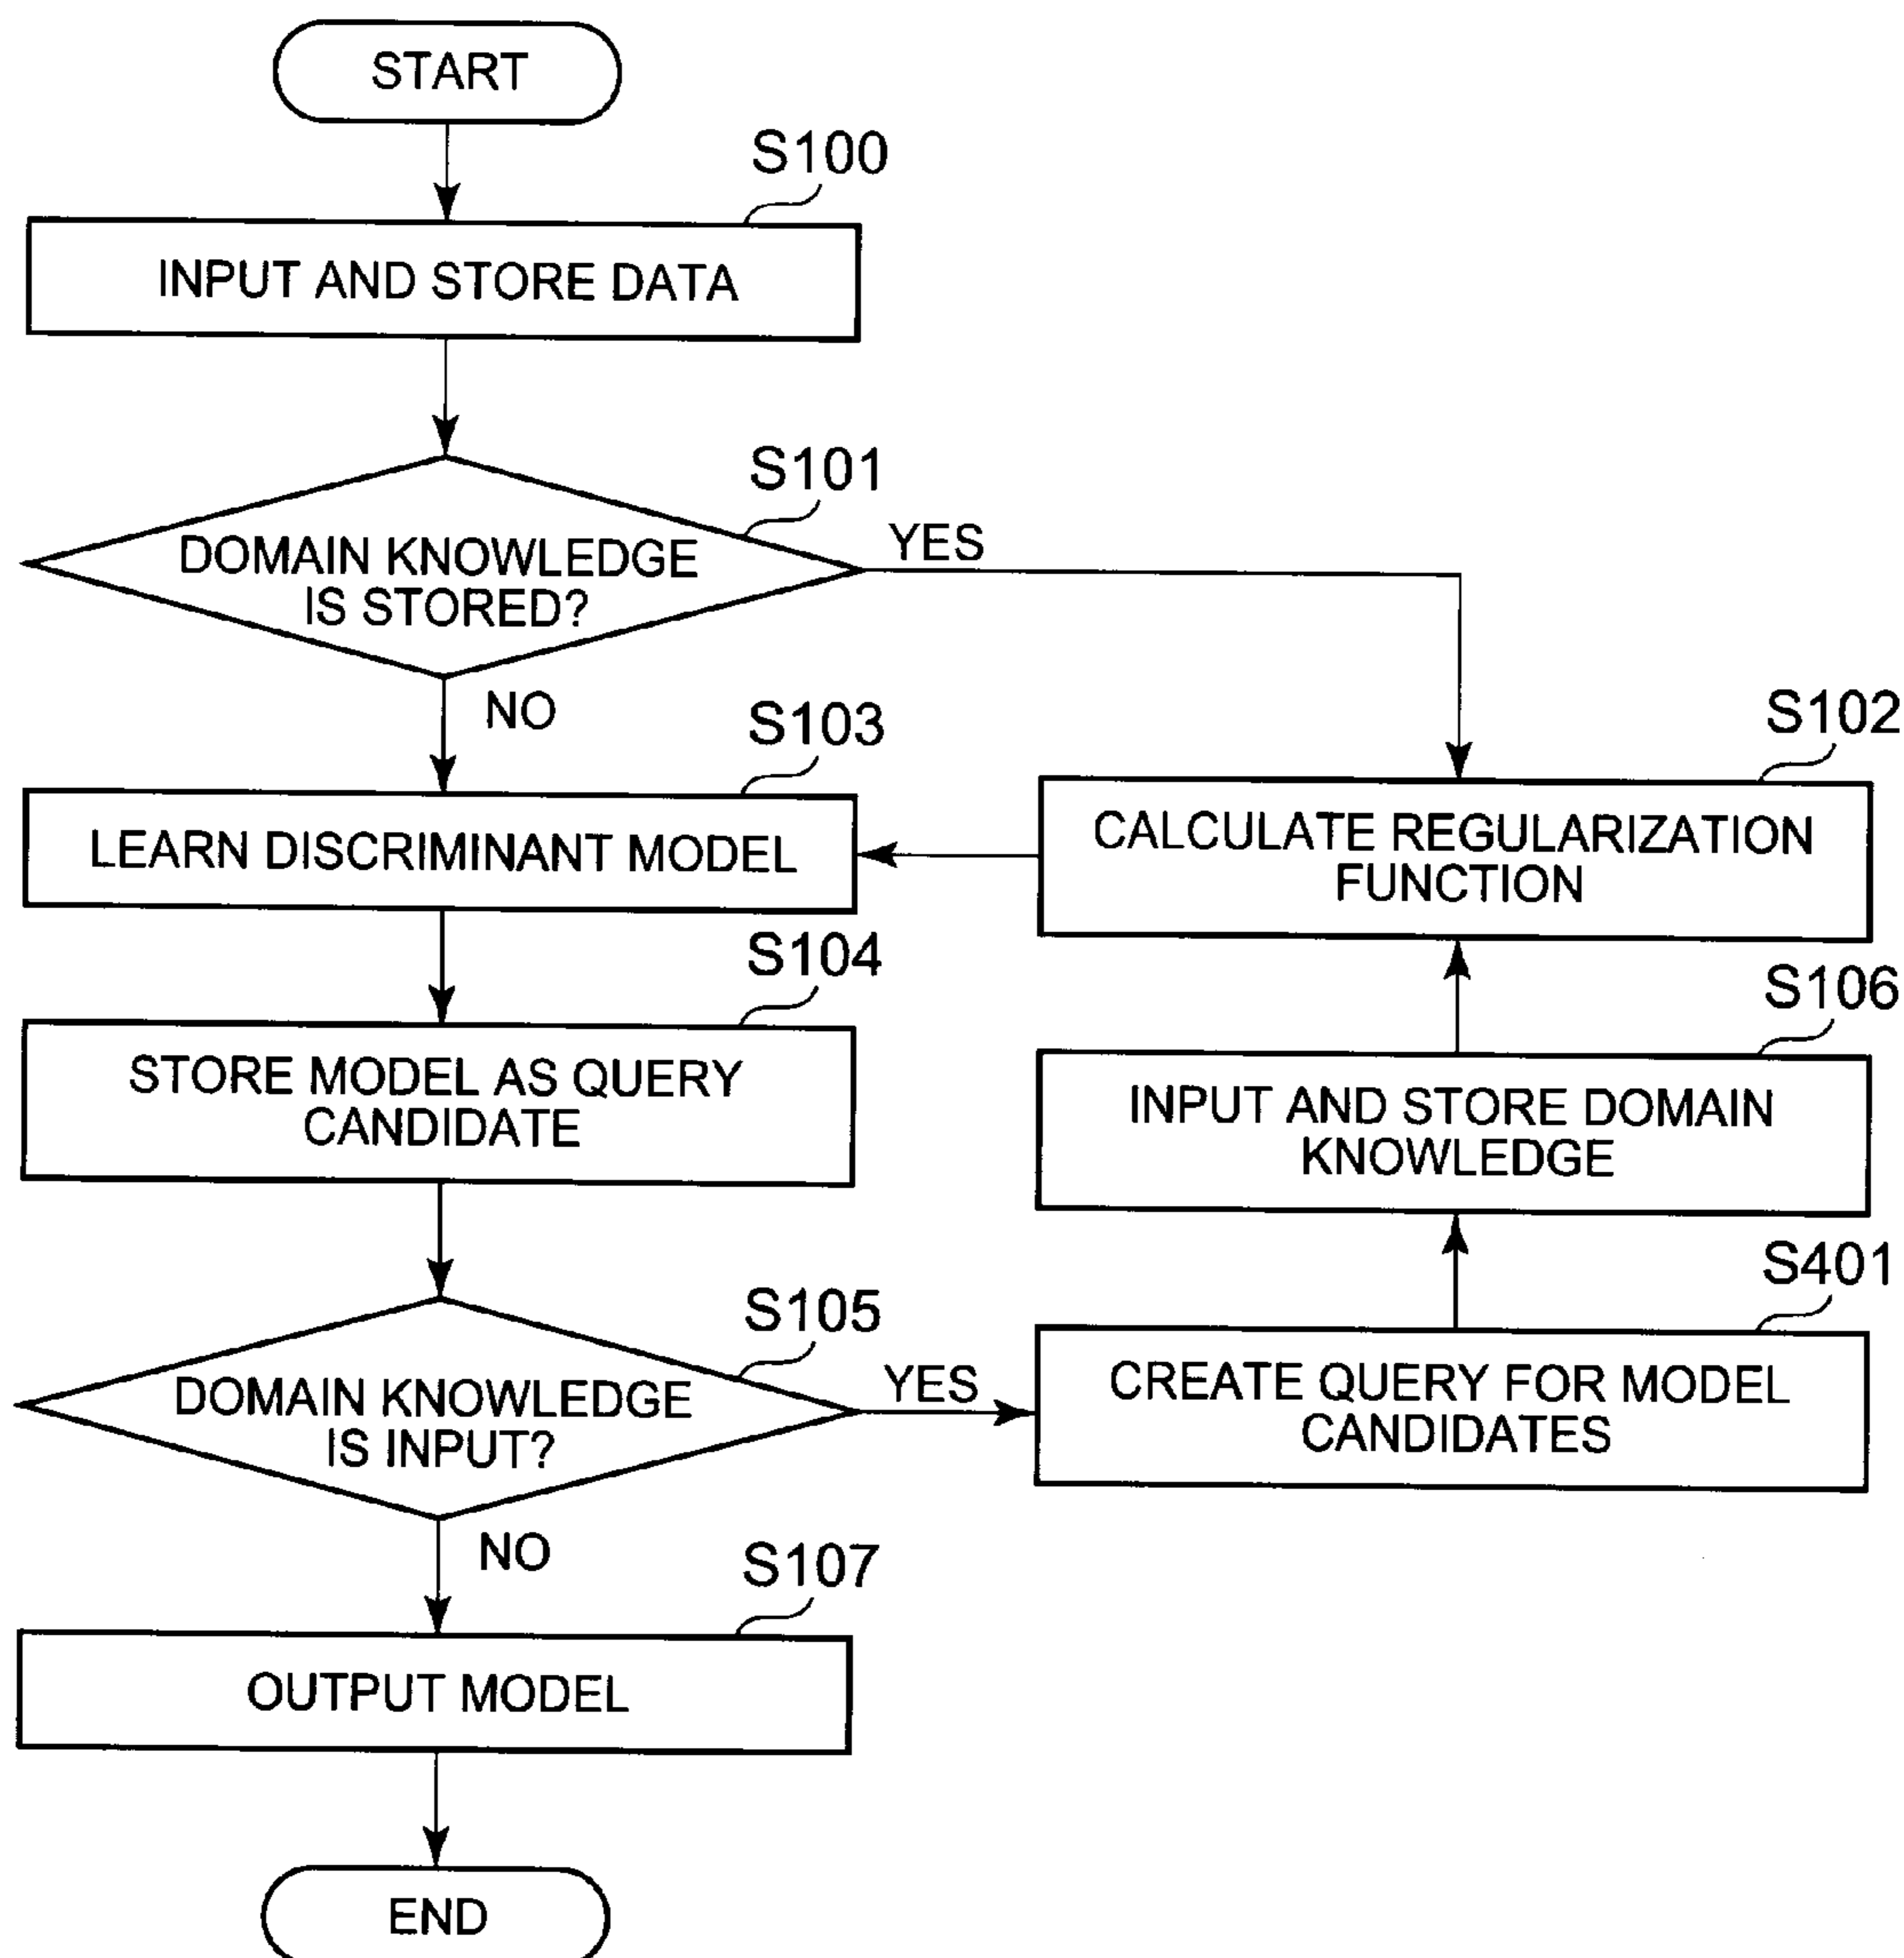 START
S100
INPUT AND STORE DATA
S101
DOMAIN KNOWLEDGE
IS STORED?
YES
NO
S103
LEARN DISCRIMINANT MODEL
S102
CALCULATE REGULARIZATION
FUNCTION
S104
STORE MODEL AS QUERY
CANDIDATE
S106
INPUT AND STORE DOMAIN
KNOWLEDGE
S105
DOMAIN KNOWLEDGE
IS INPUT?
YES
S401
CREATE QUERY FOR MODEL
CANDIDATES
NO
S107
OUTPUT MODEL
END